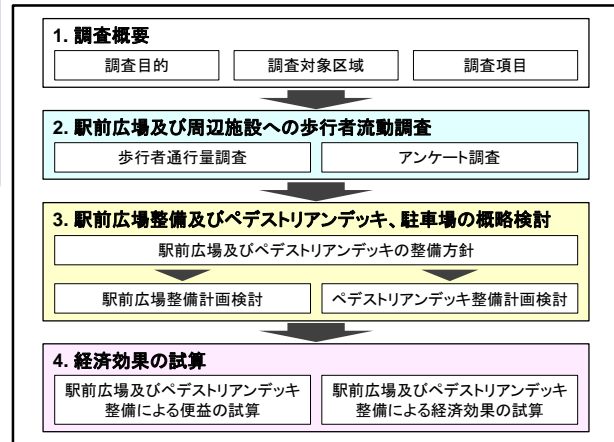 1. 調査概要
調査目的
調査対象区域
調査項目
2. 駅前広場及び周辺施設への歩行者流動調査
歩行者通行量調査
アンケート調査
3. 駅前広場整備及びペデストリアンデッキ、駐車場の概略検討
駅前広場及びペデストリアンデッキの整備方針
駅前広場整備計画検討
ペデストリアンデッキ整備計画検討
4. 経済効果の試算
駅前広場及びペデストリアンデッキ
整備による便益の試算
駅前広場及びペデストリアンデッキ
整備による経済効果の試算